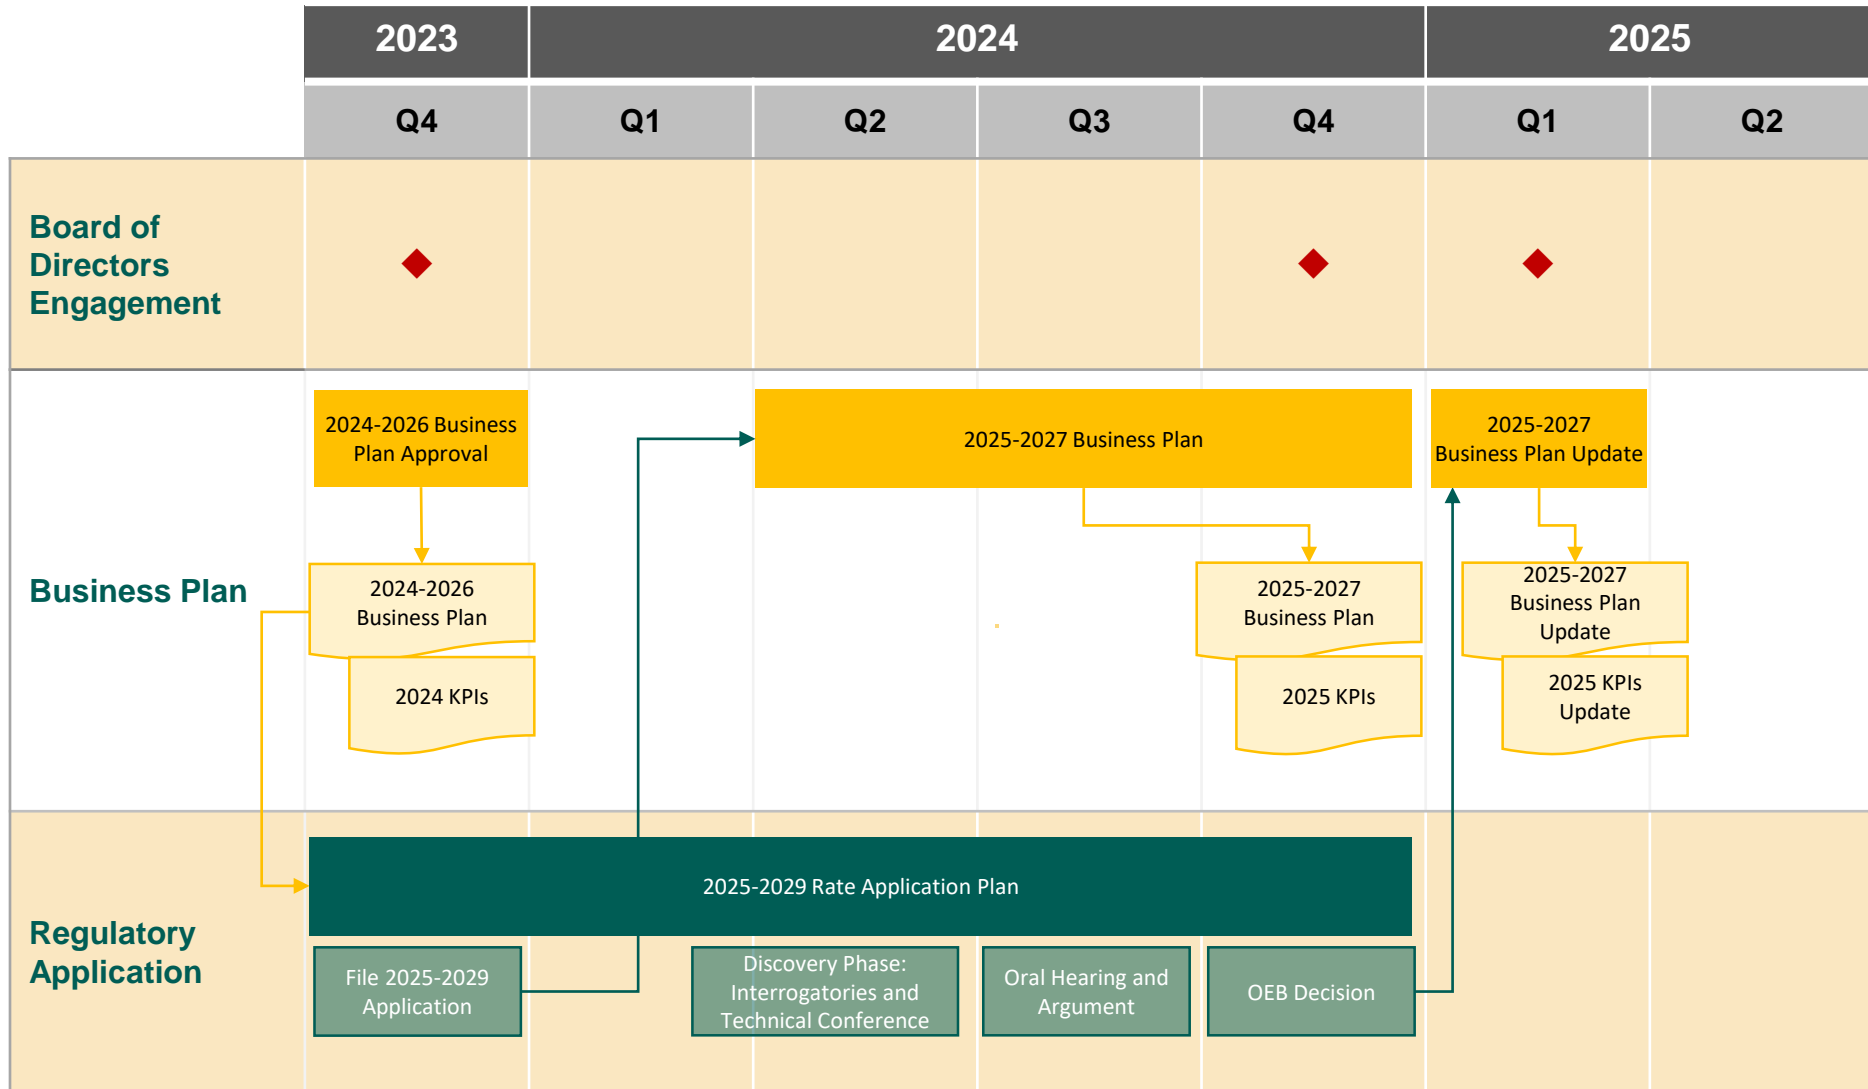 2023
2024
2025
Q4
Q1
Q2
Q3
Q4
Q1
Q2
Board of
Directors
Engagement
Business Plan
2024-2026 Business
Plan Approval
2025-2027 Business Plan
2025-2027
Business Plan Update
2024-2026
Business Plan
2024 KPIs
2025-2027
Business Plan
2025 KPIs
2025-2027
Business Plan
Update
2025 KPIs
Update
Regulatory
Application
2025-2029 Rate Application Plan
File 2025-2029
Application
Discovery Phase:
Interrogatories and
Technical Conference
Oral Hearing and
Argument
OEB Decision